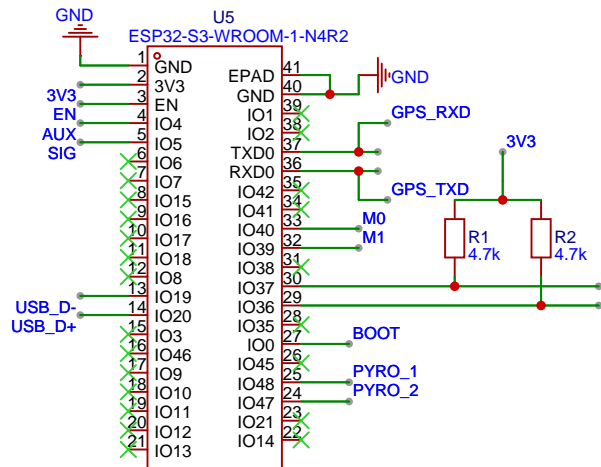 U5
ESP32-S3-WROOM-1-N4R2
GND
1 GND
2 3V3
3 EN
4 IO4
5 IO5
6 IO6
7 IO7
8 IO15
9 IO16
10 IO17
11 IO18
12 IO8
13 IO19
14 IO20
15 IO3
16 IO46
17 IO9
18 IO10
19 IO11
20 IO12
21 IO13
3V3
EN
AUX
SIG
USB_D-
USB_D+
EPAD 41
GND 40
IO1 39
IO2 38
TXD0 37
RXD0 36
IO42 35
IO41 34
IO40 33
IO39 32
IO38 31
IO37 30
IO36 29
IO35 28
IO0 27
IO45 26
IO48 25
IO47 24
IO21 23
IO14 22
GND
GPS_RXD
GPS_TXD
M0
M1
BOOT
PYRO_1
PYRO_2
3V3
R1
4.7k
R2
4.7k